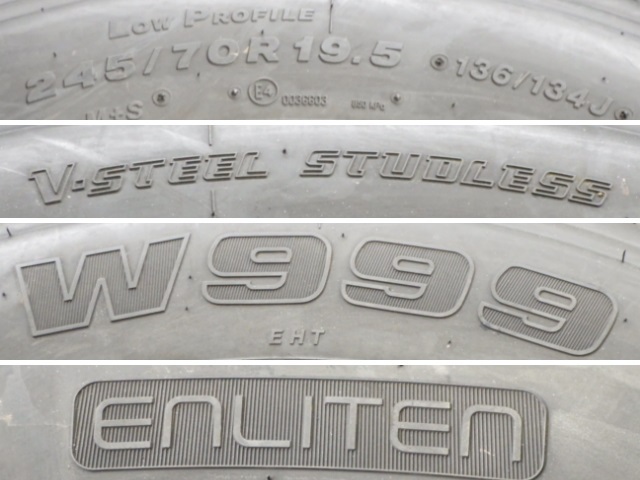 LOW PROFILE
245/70R19.5 136/134J
M+S E4 0036803
V-STEEL STUDLESS
W999
EHT
ENLITEN